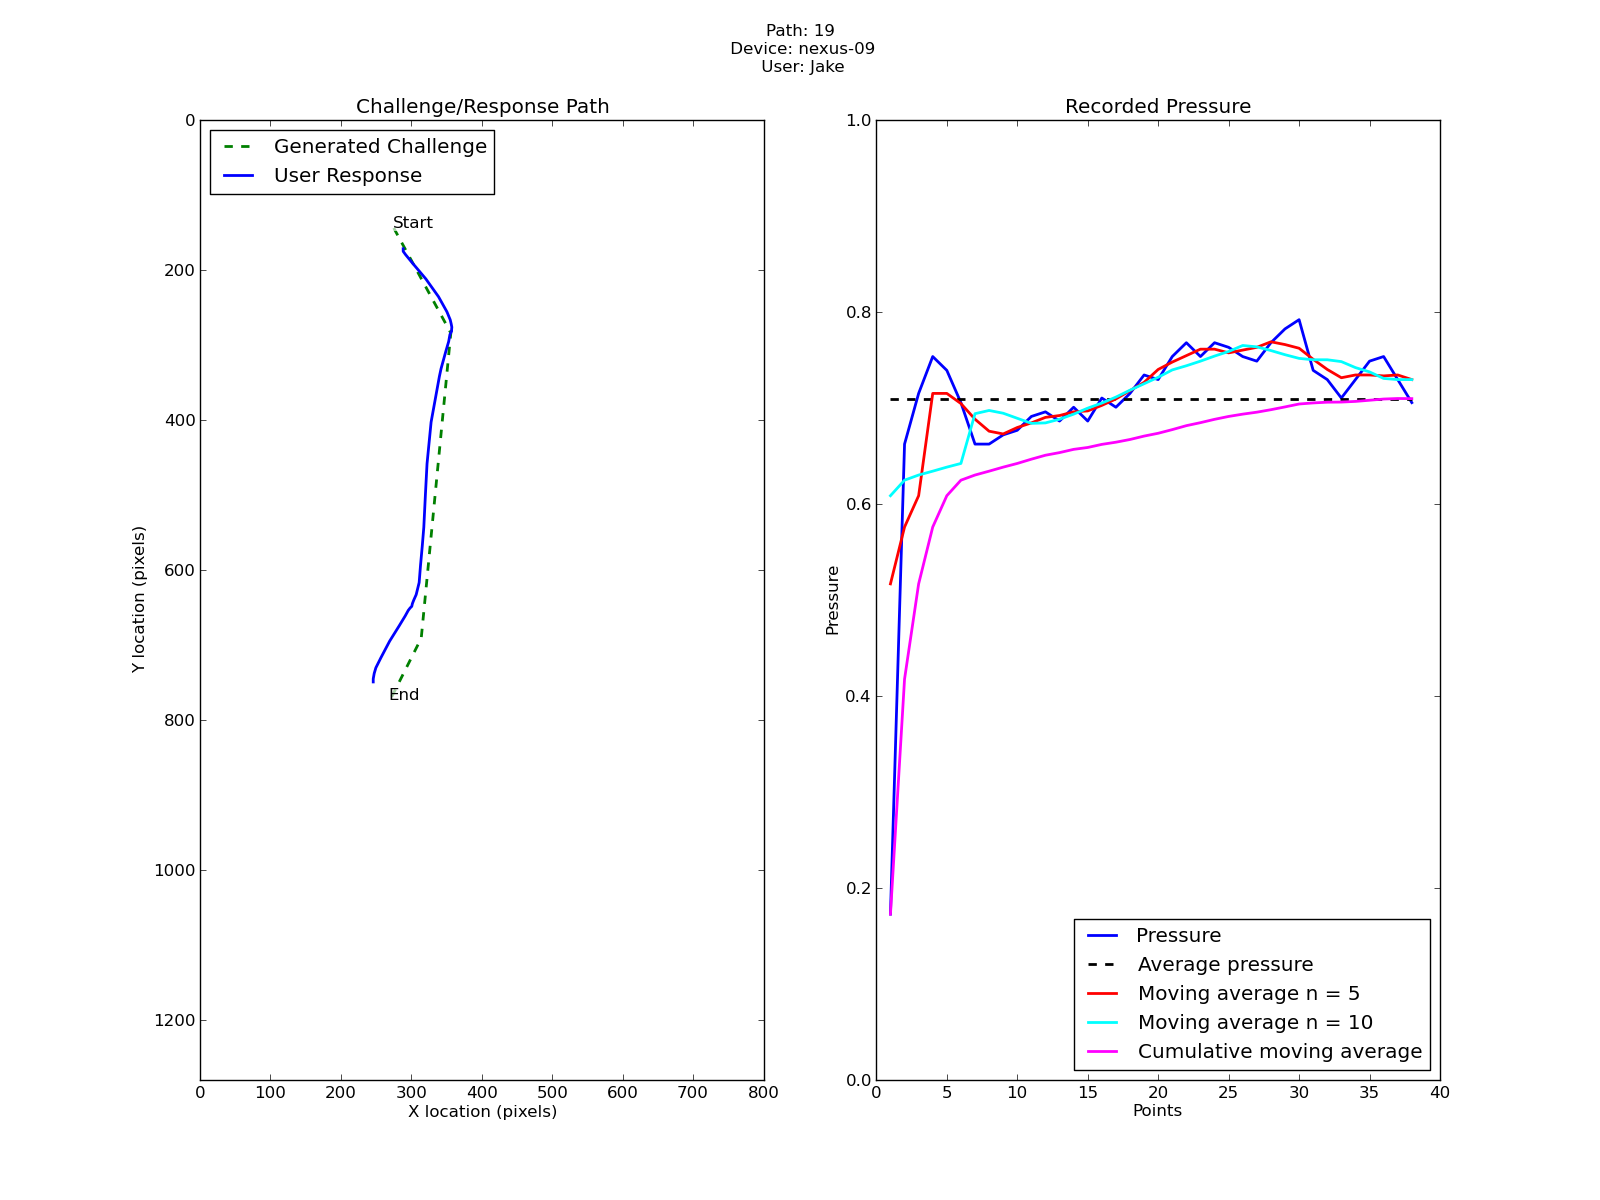 Path: 19
Device: nexus-09
User: Jake
Challenge/Response Path
Generated Challenge
User Response
Start
End
0
200
400
600
800
1000
1200
Y location (pixels)
0 100 200 300 400 500 600 700 800
X location (pixels)
Recorded Pressure
1.0
0.8
0.6
0.4
0.2
0.0
Pressure
Pressure
Average pressure
Moving average n = 5
Moving average n = 10
Cumulative moving average
0 5 10 15 20 25 30 35 40
Points